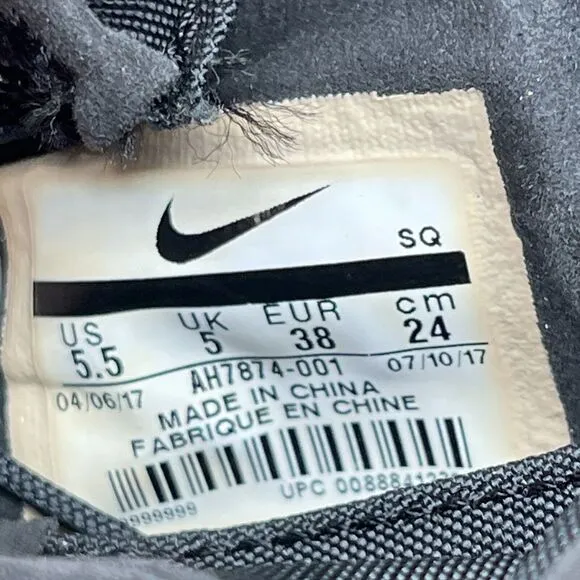 SQ
US UK EUR cm
5.5 5 38 24
04/06/17 AH7874-001 07/10/17
MADE IN CHINA
FABRIQUE EN CHINE
UPC